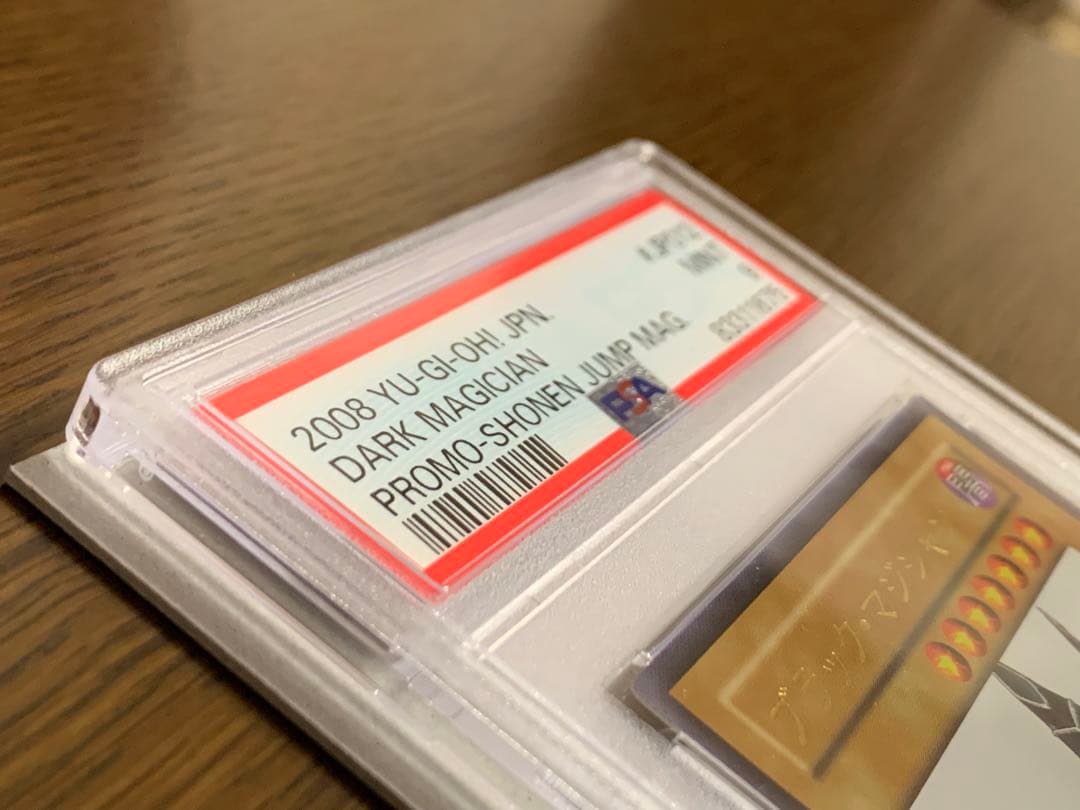 2008 YU-GI-OH! JPN.
DARK MAGICIAN
MINT
PROMO-SHONEN JUMP MAG.
PSA
ブラック・マジシャン